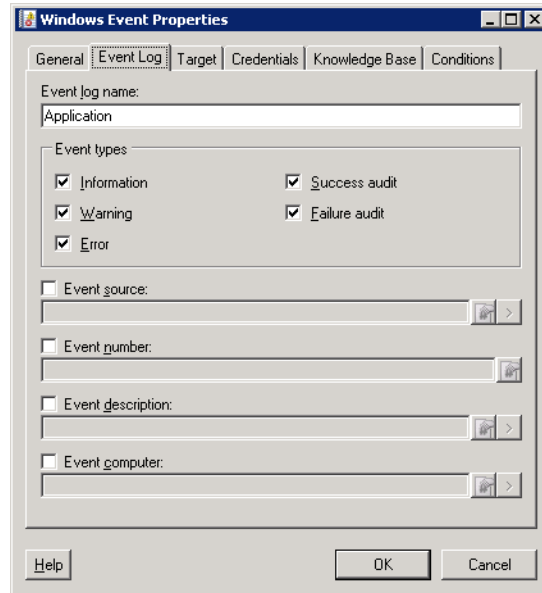 Windows Event Properties
General Event Log Target Credentials Knowledge Base Conditions
Event log name:
Application
Event types
Information Success audit
Warning Failure audit
Error
Event source:
>
Event number:
Event description:
>
Event computer:
>
Help OK Cancel